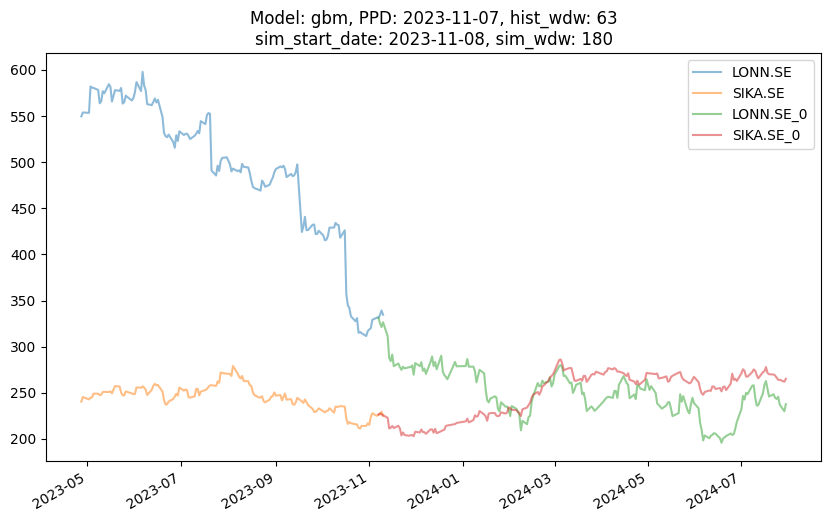 Model: gbm, PPD: 2023-11-07, hist_wdw: 63
sim_start_date: 2023-11-08, sim_wdw: 180
LONN.SE
SIKA.SE
LONN.SE_0
SIKA.SE_0
600
550
500
450
400
350
300
250
200
2023-05
2023-07
2023-09
2023-11
2024-01
2024-03
2024-05
2024-07